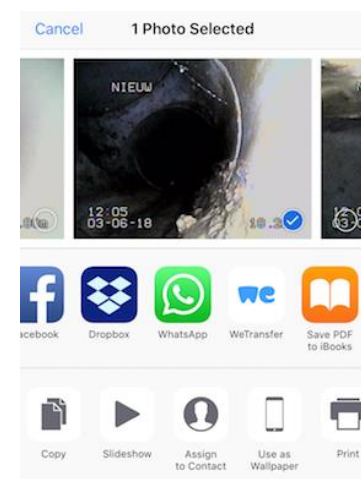 Cancel
1 Photo Selected
NIEUW
12:05
03-06-18
Dropbox
WhatsApp
we
WeTransfer
Save PDF
to iBooks
Copy
Slideshow
Assign
to Contact
Use as
Wallpaper
Print